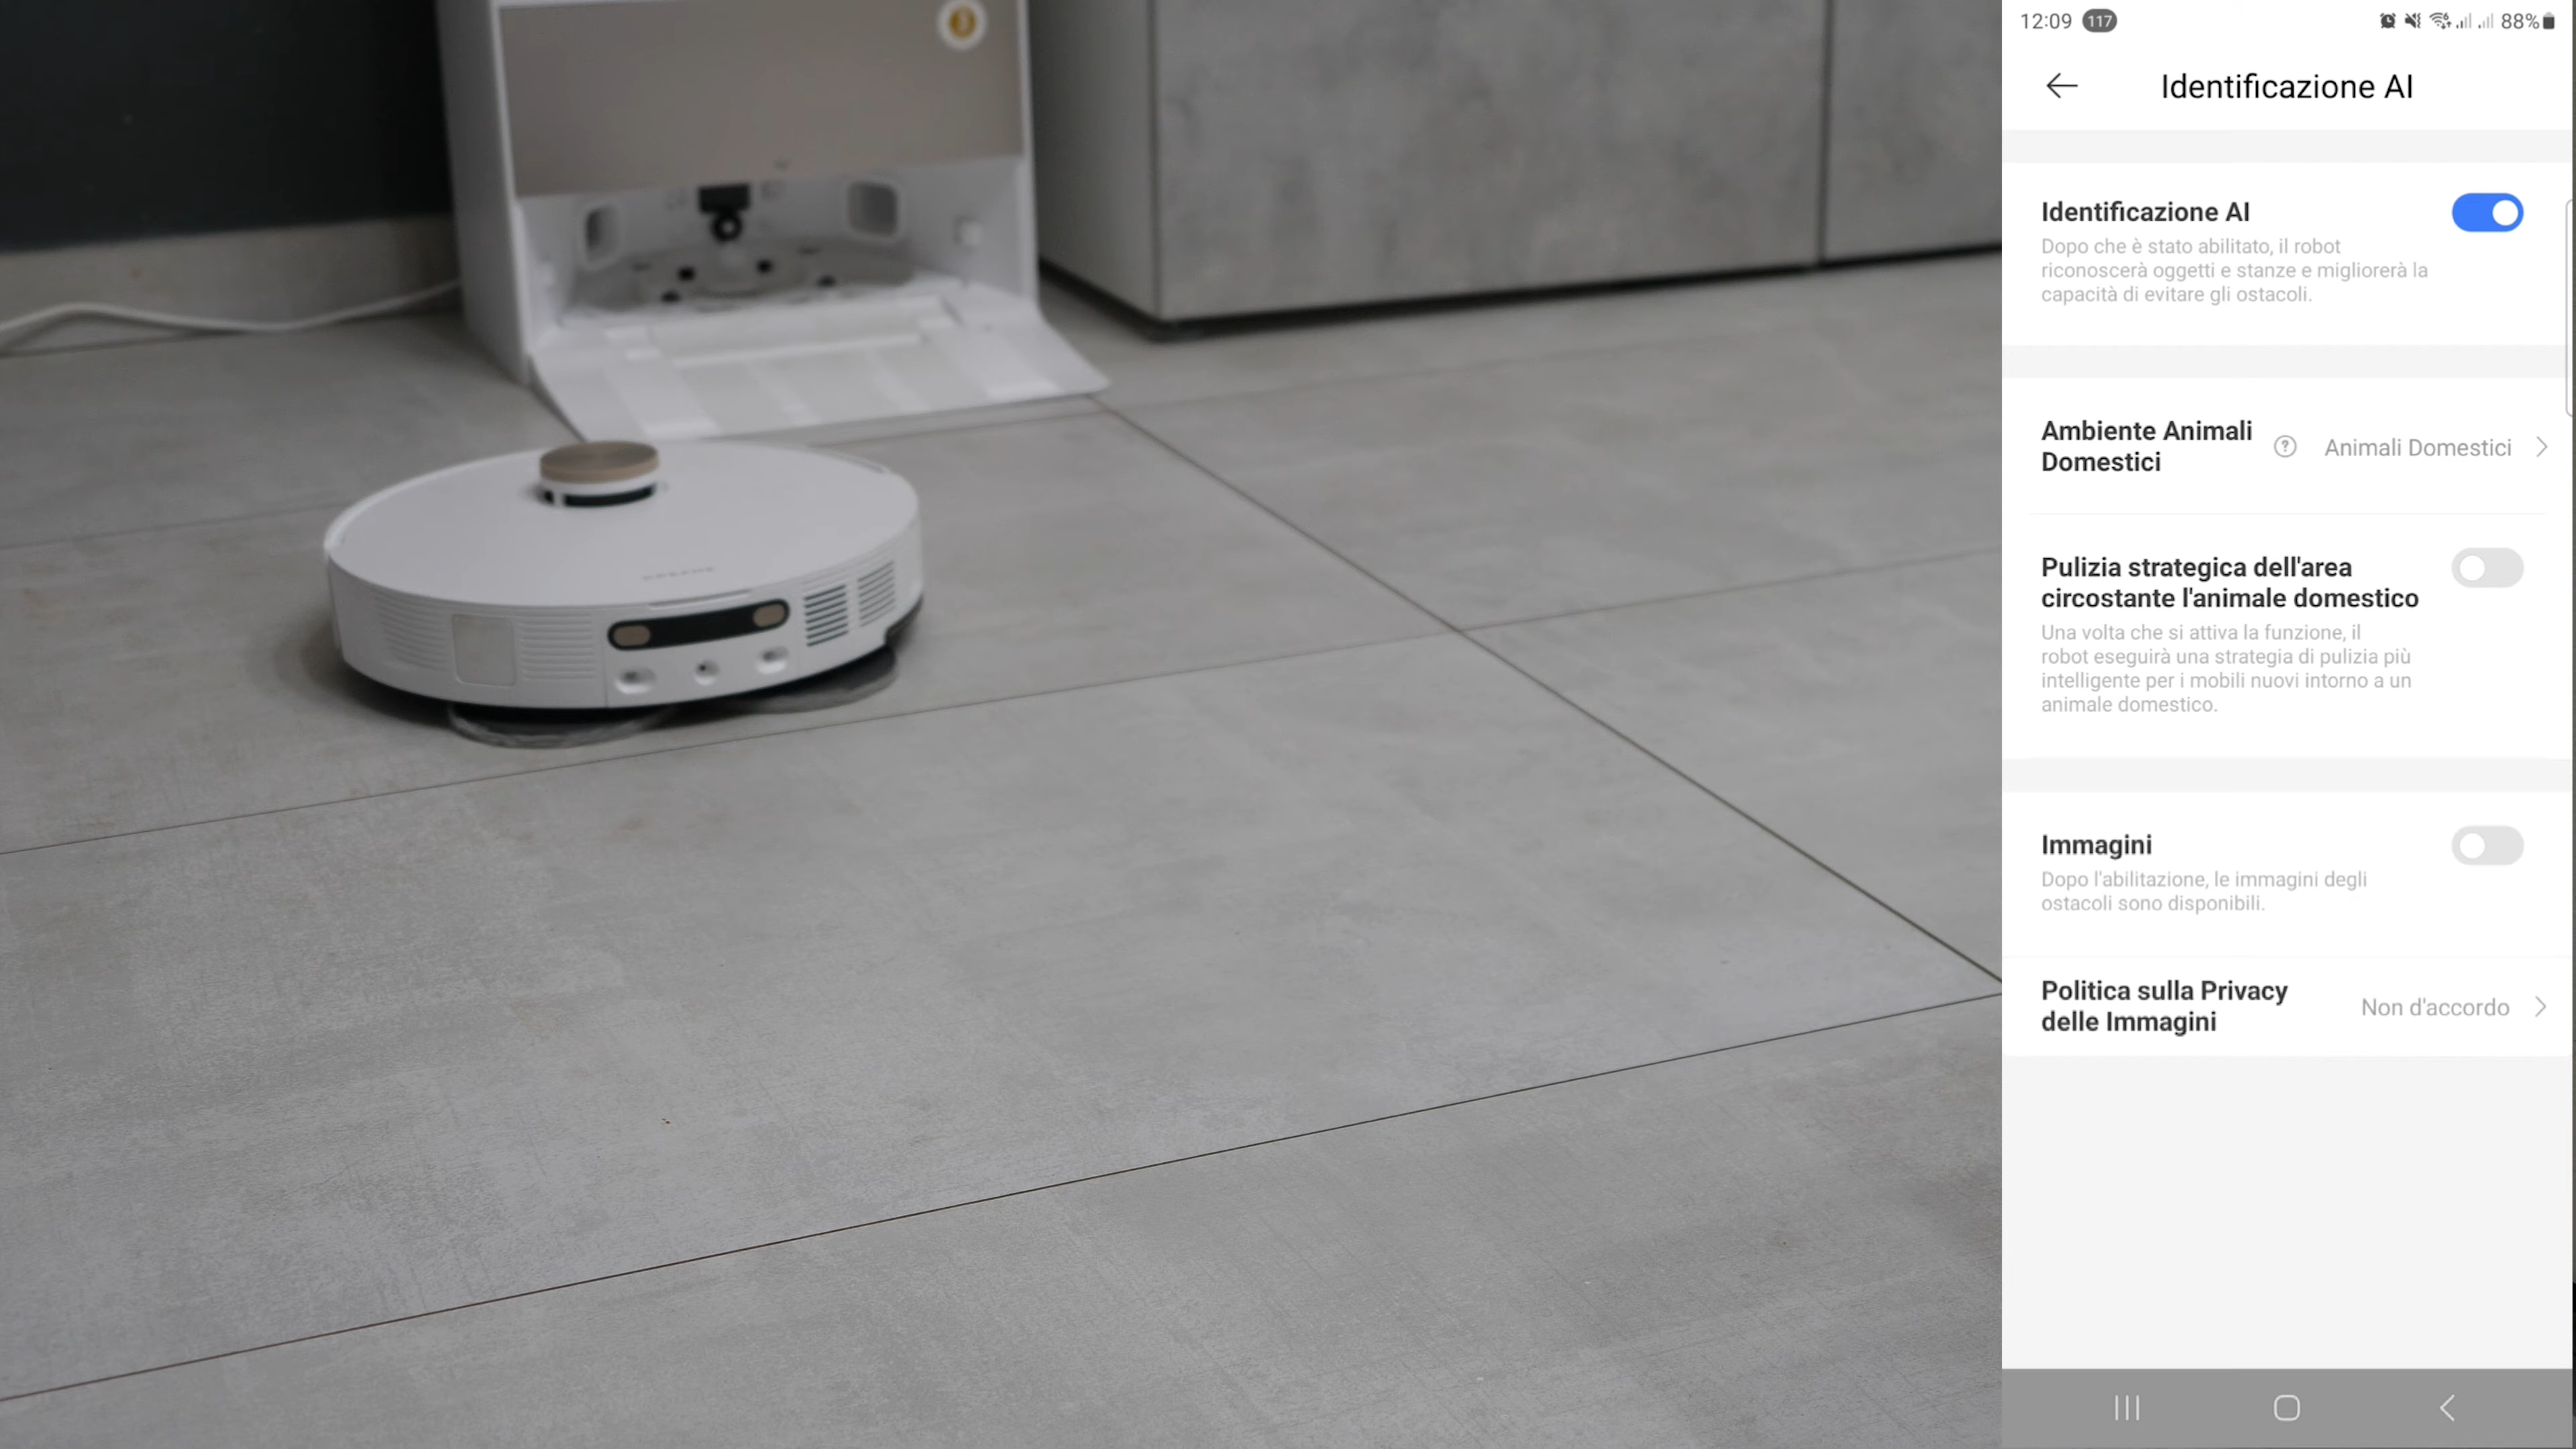 12:09 117 88%
Identificazione AI
Identificazione AI
Dopo che è stato abilitato, il robot
riconoscerà oggetti e stanze e migliorerà la
capacità di evitare gli ostacoli.
Ambiente Animali
Domestici
? Animali Domestici
Pulizia strategica dell'area
circostante l'animale domestico
Una volta che si attiva la funzione, il
robot eseguirà una strategia di pulizia più
intelligente per i mobili nuovi intorno a un
animale domestico.
Immagini
Dopo l'abilitazione, le immagini degli
ostacoli sono disponibili.
Politica sulla Privacy
delle Immagini
Non d'accordo